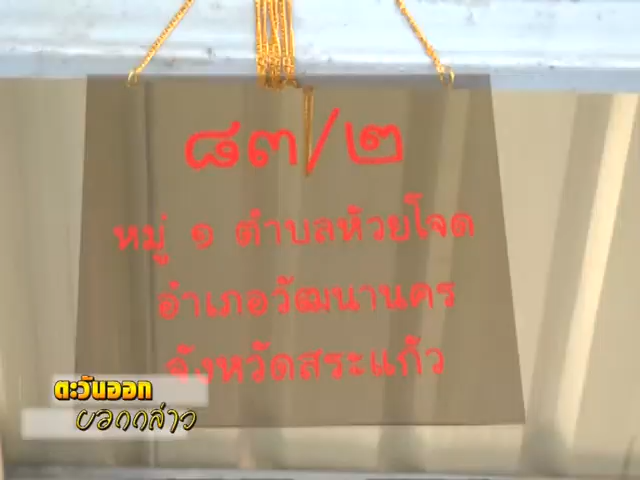 ๘๓/๒
หมู่ ๑ ตำบลห้วยโจด
อำเภอวัฒนานคร
จังหวัดสระแก้ว
ตะวันออก
บอกกล่าว